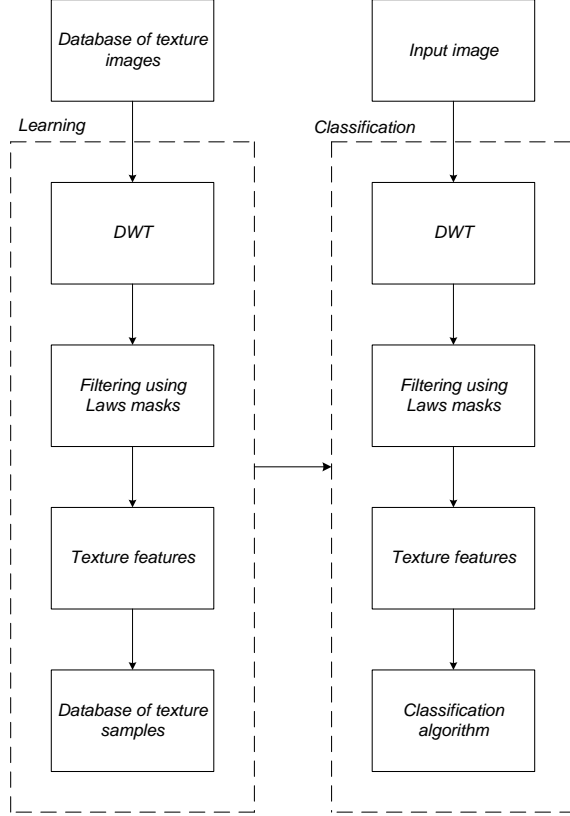 Database of texture
images
Learning
DWT
Filtering using
Laws masks
Texture features
Database of texture
samples
Input image
Classification
DWT
Filtering using
Laws masks
Texture features
Classification
algorithm